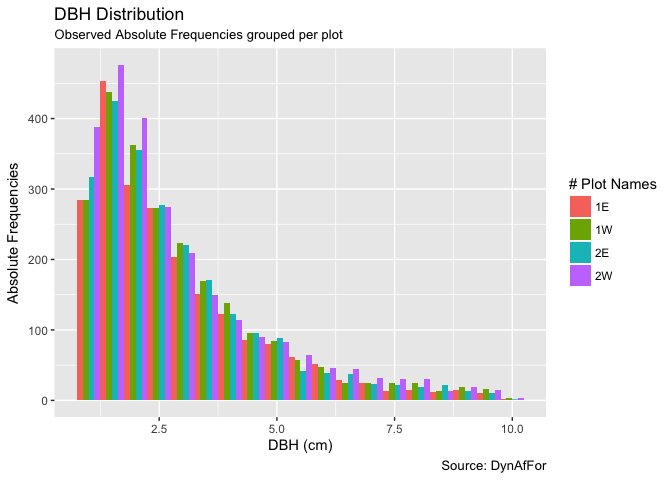 DBH Distribution
Observed Absolute Frequencies grouped per plot
Absolute Frequencies
400
300
200
100
0
2.5
5.0
7.5
10.0
DBH (cm)
# Plot Names
1E
1W
2E
2W
Source: DynAfFor